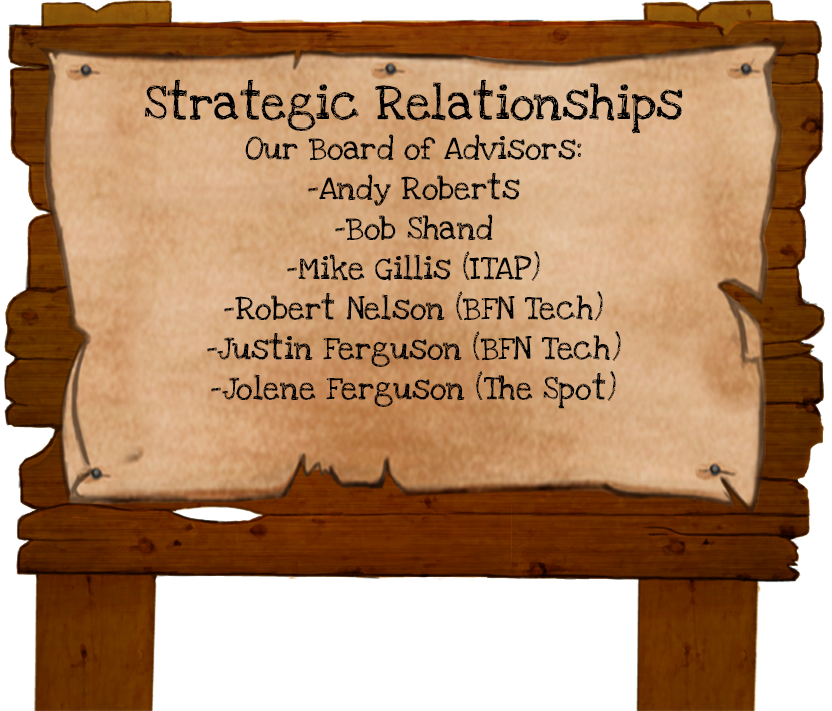 Strategic Relationships
Our Board of Advisors:
-Andy Roberts
-Bob Shand
-Mike Gillis (ITAP)
-Robert Nelson (BFN Tech)
-Justin Ferguson (BFN Tech)
-Jolene Ferguson (The Spot)